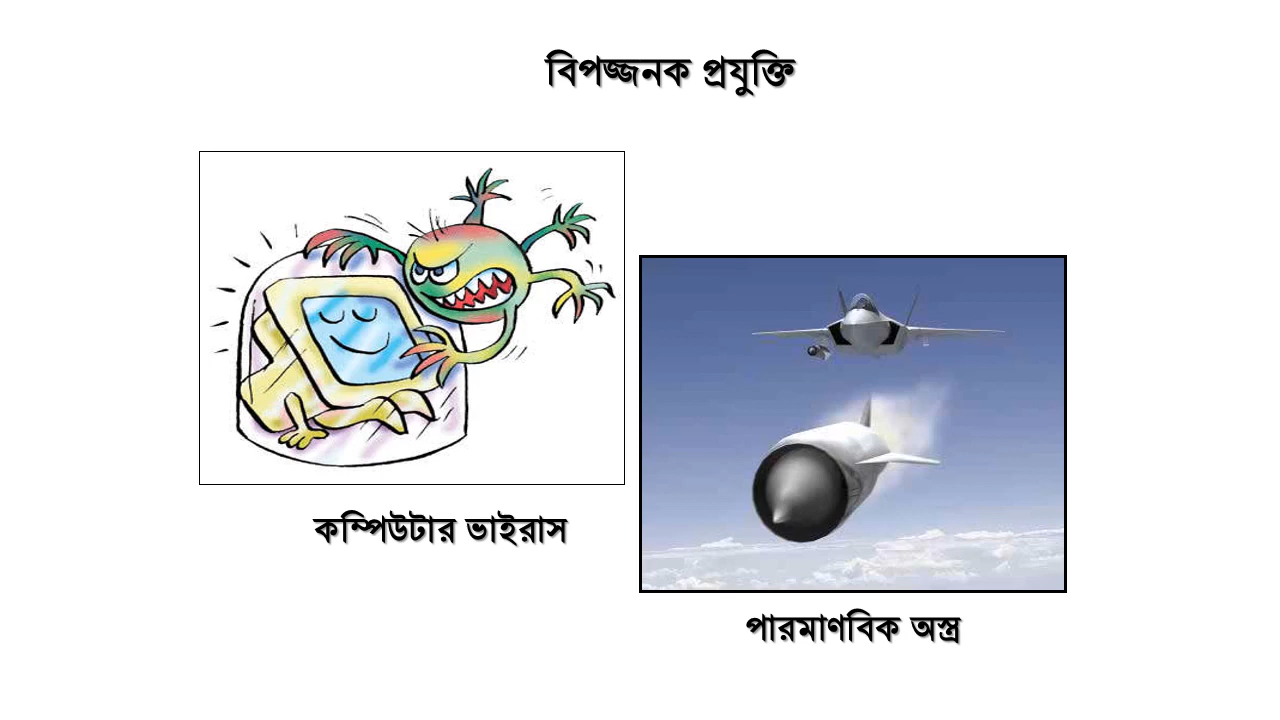 বিপজ্জনক প্রযুক্তি
কম্পিউটার ভাইরাস
পারমাণবিক অস্ত্র